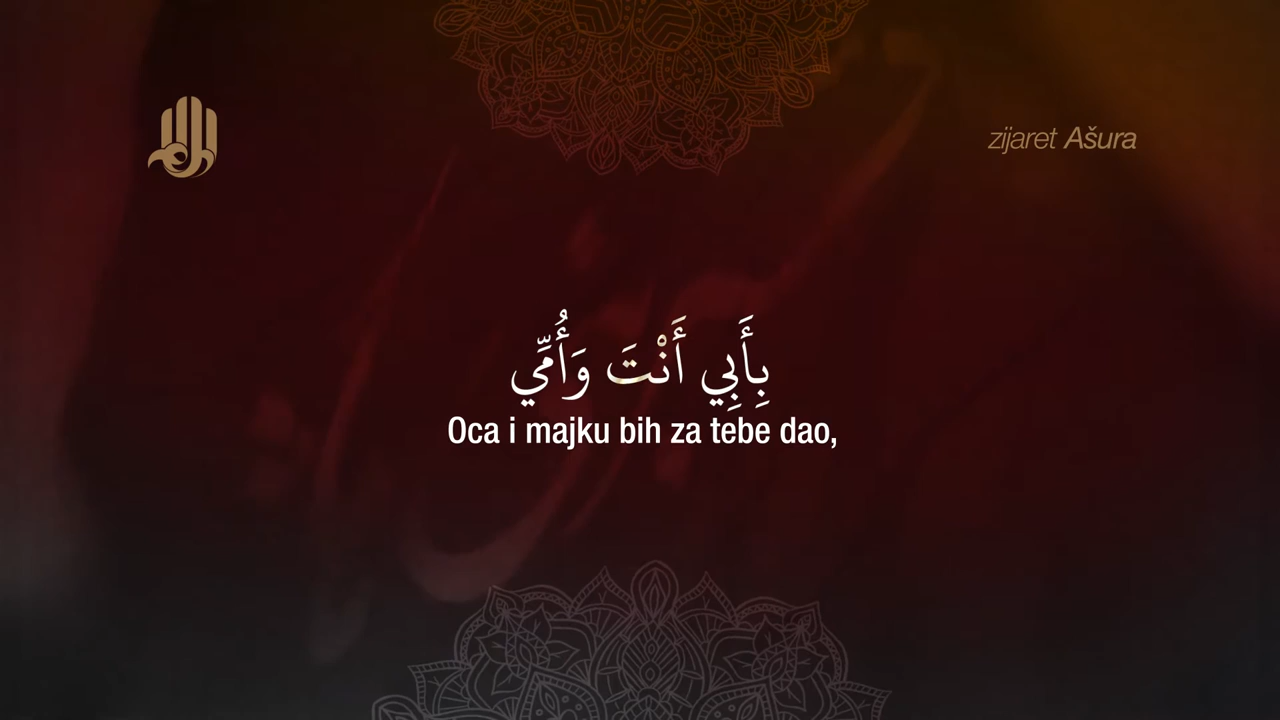 zijaret Ašura
بِأَبِي أَنْتَ وَأُمِّي
Oca i majku bih za tebe dao,